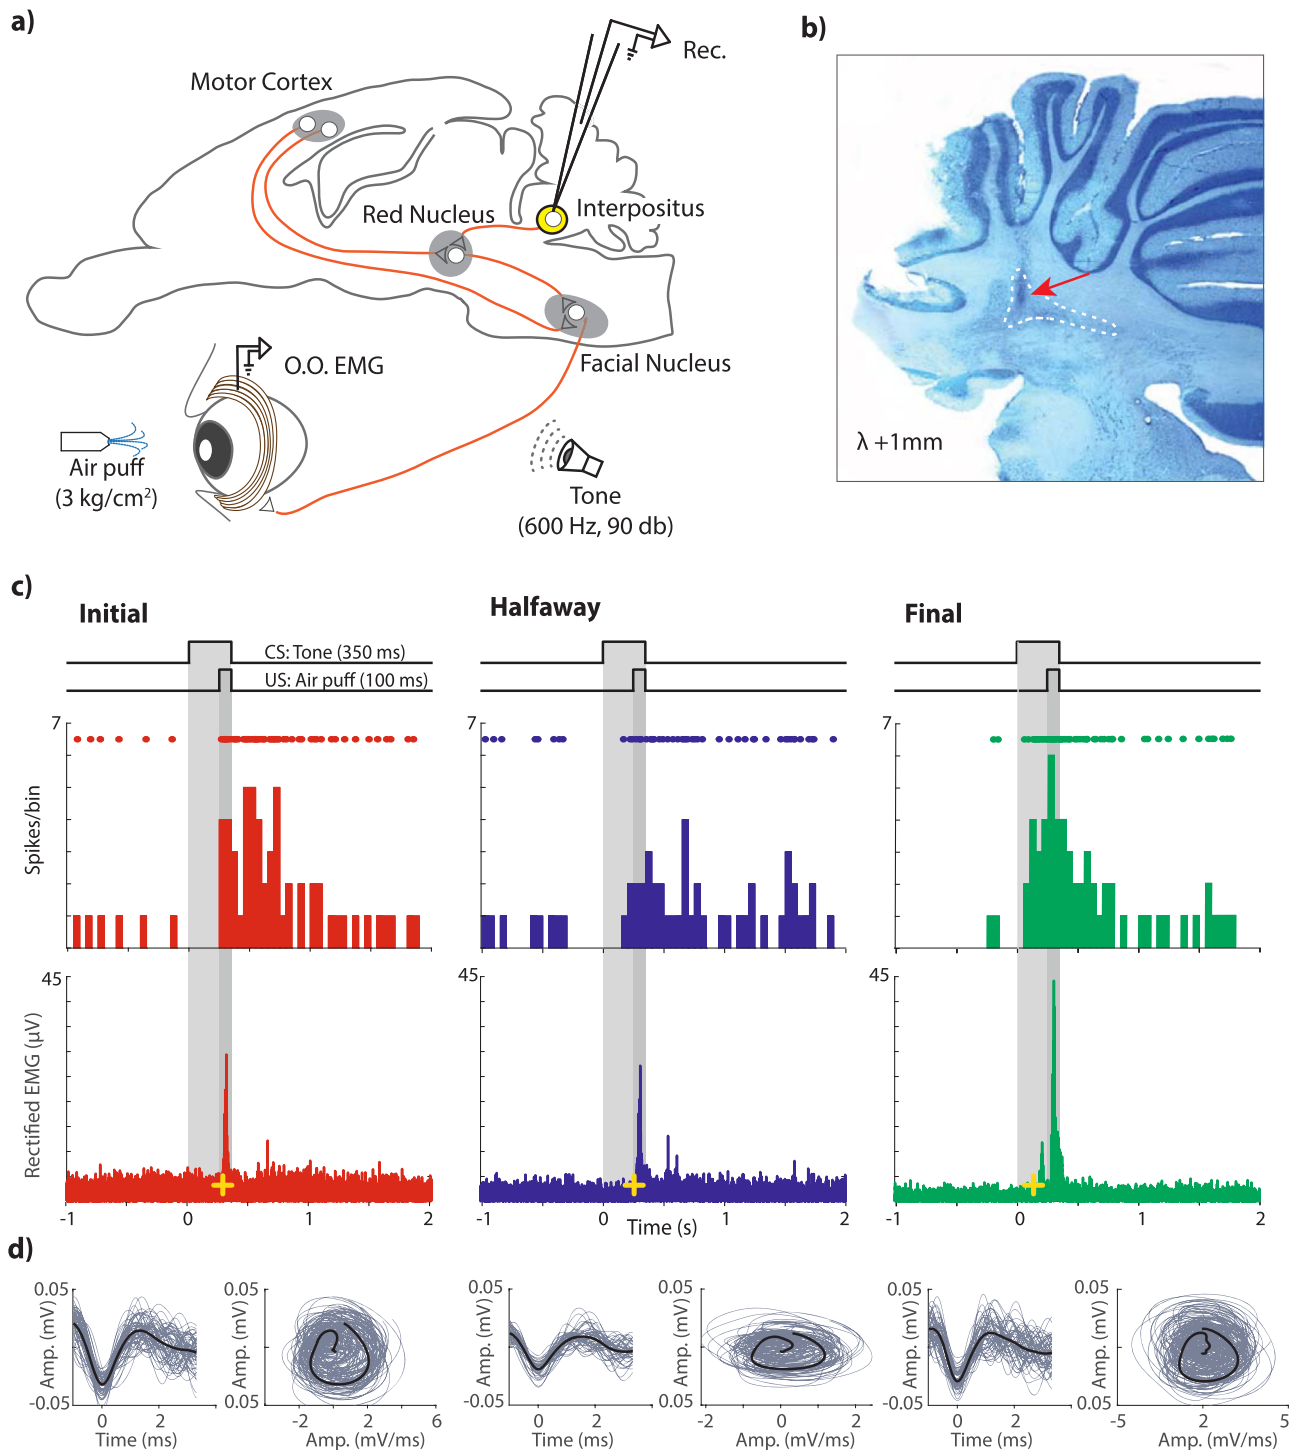 a)
Motor Cortex
Rec.
Red Nucleus
Interpositus
O.O. EMG
Facial Nucleus
Air puff
(3 kg/cm²)
Tone
(600 Hz, 90 db)
b)
λ +1mm
c)
Initial
Halfaway
Final
CS: Tone (350 ms)
US: Air puff (100 ms)
7
7
7
Spikes/bin
-1 0 1 2
45
45
45
Rectified EMG (µV)
-1 0 1 2
-1 0 1 2
-1 0 1 2
Time (s)
d)
0.05
-0.05
Amp. (mV)
0 2
Time (ms)
0.05
0.05
Amp. (mV)
-2 2 6
Amp. (mV/ms)
0.05
-0.05
Amp. (mV)
0 2
Time (ms)
0.05
0.05
Amp. (mV)
-2 0 2
Amp. (mV/ms)
0.05
-0.05
Amp. (mV)
0 2
Time (ms)
0.05
0.05
Amp. (mV)
-5 2 5
Amp. (mV/ms)